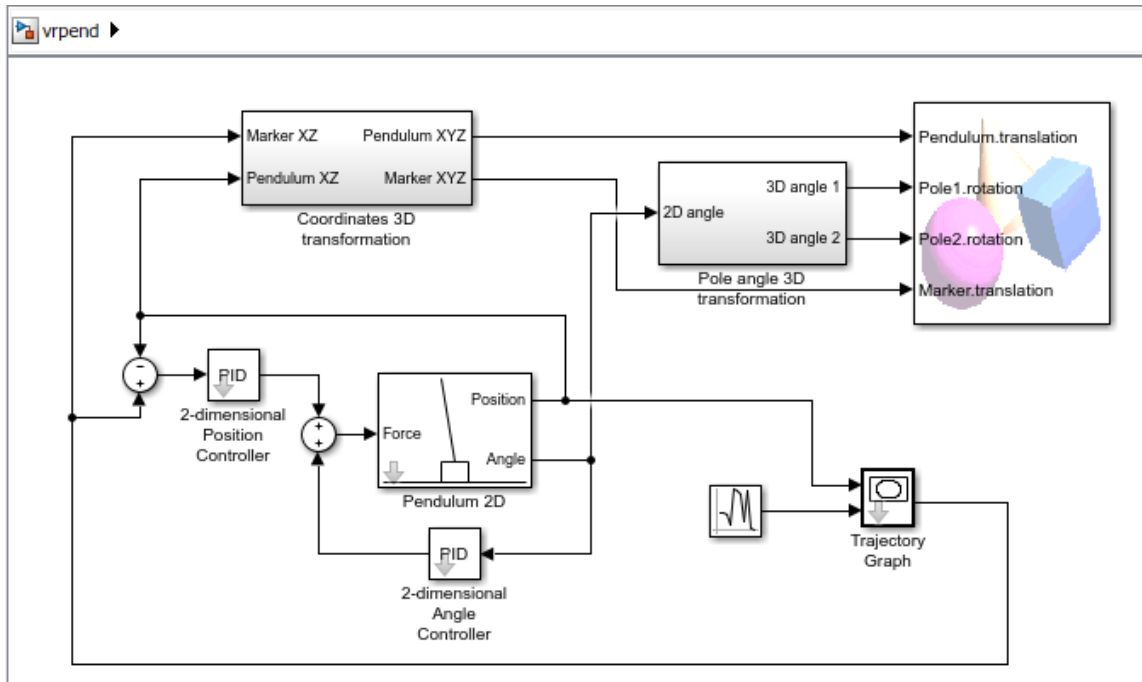 vrpend
Marker XZ
Pendulum XYZ
Pendulum XZ
Marker XYZ
Coordinates 3D
transformation
2D angle
3D angle 1
3D angle 2
Pole angle 3D
transformation
Pendulum.translation
Pole1.rotation
Pole2.rotation
Marker.translation
−
+
PID
2-dimensional
Position
Controller
+
+
Force
Position
Angle
Pendulum 2D
PID
2-dimensional
Angle
Controller
Trajectory
Graph